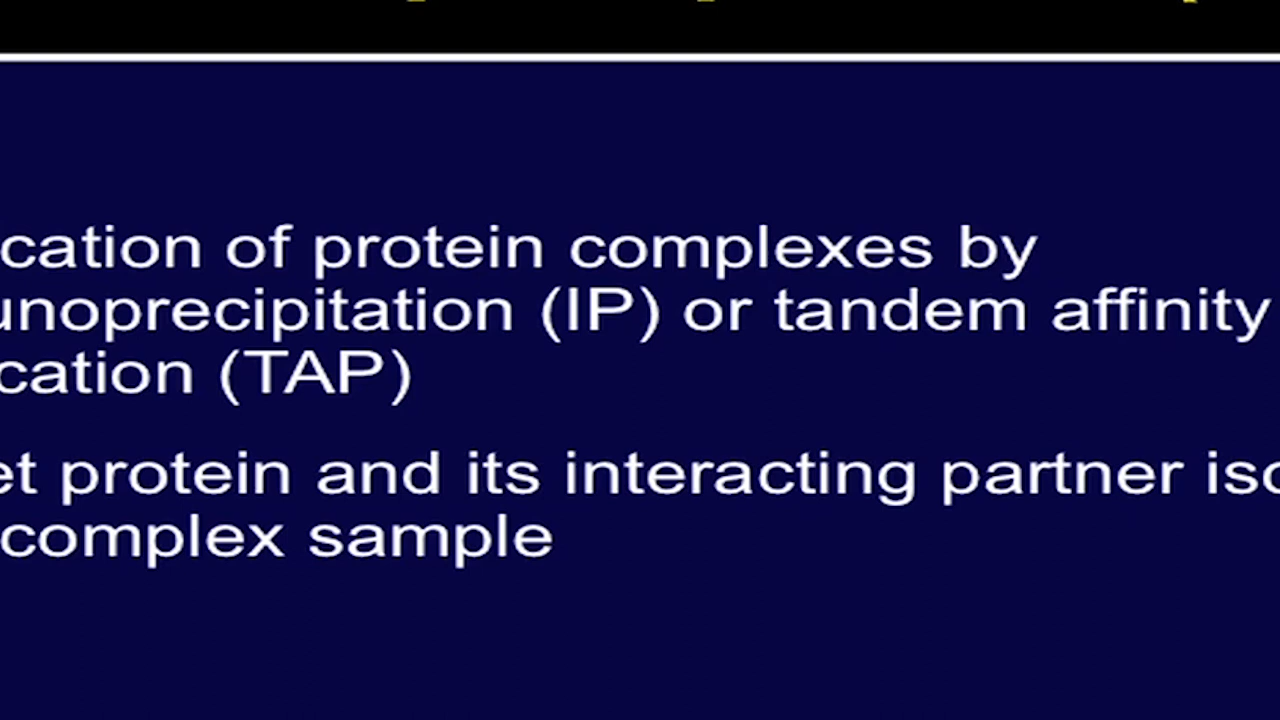 cation of protein complexes by
unoprecipitation (IP) or tandem affinity
cation (TAP)
et protein and its interacting partner iso
complex sample